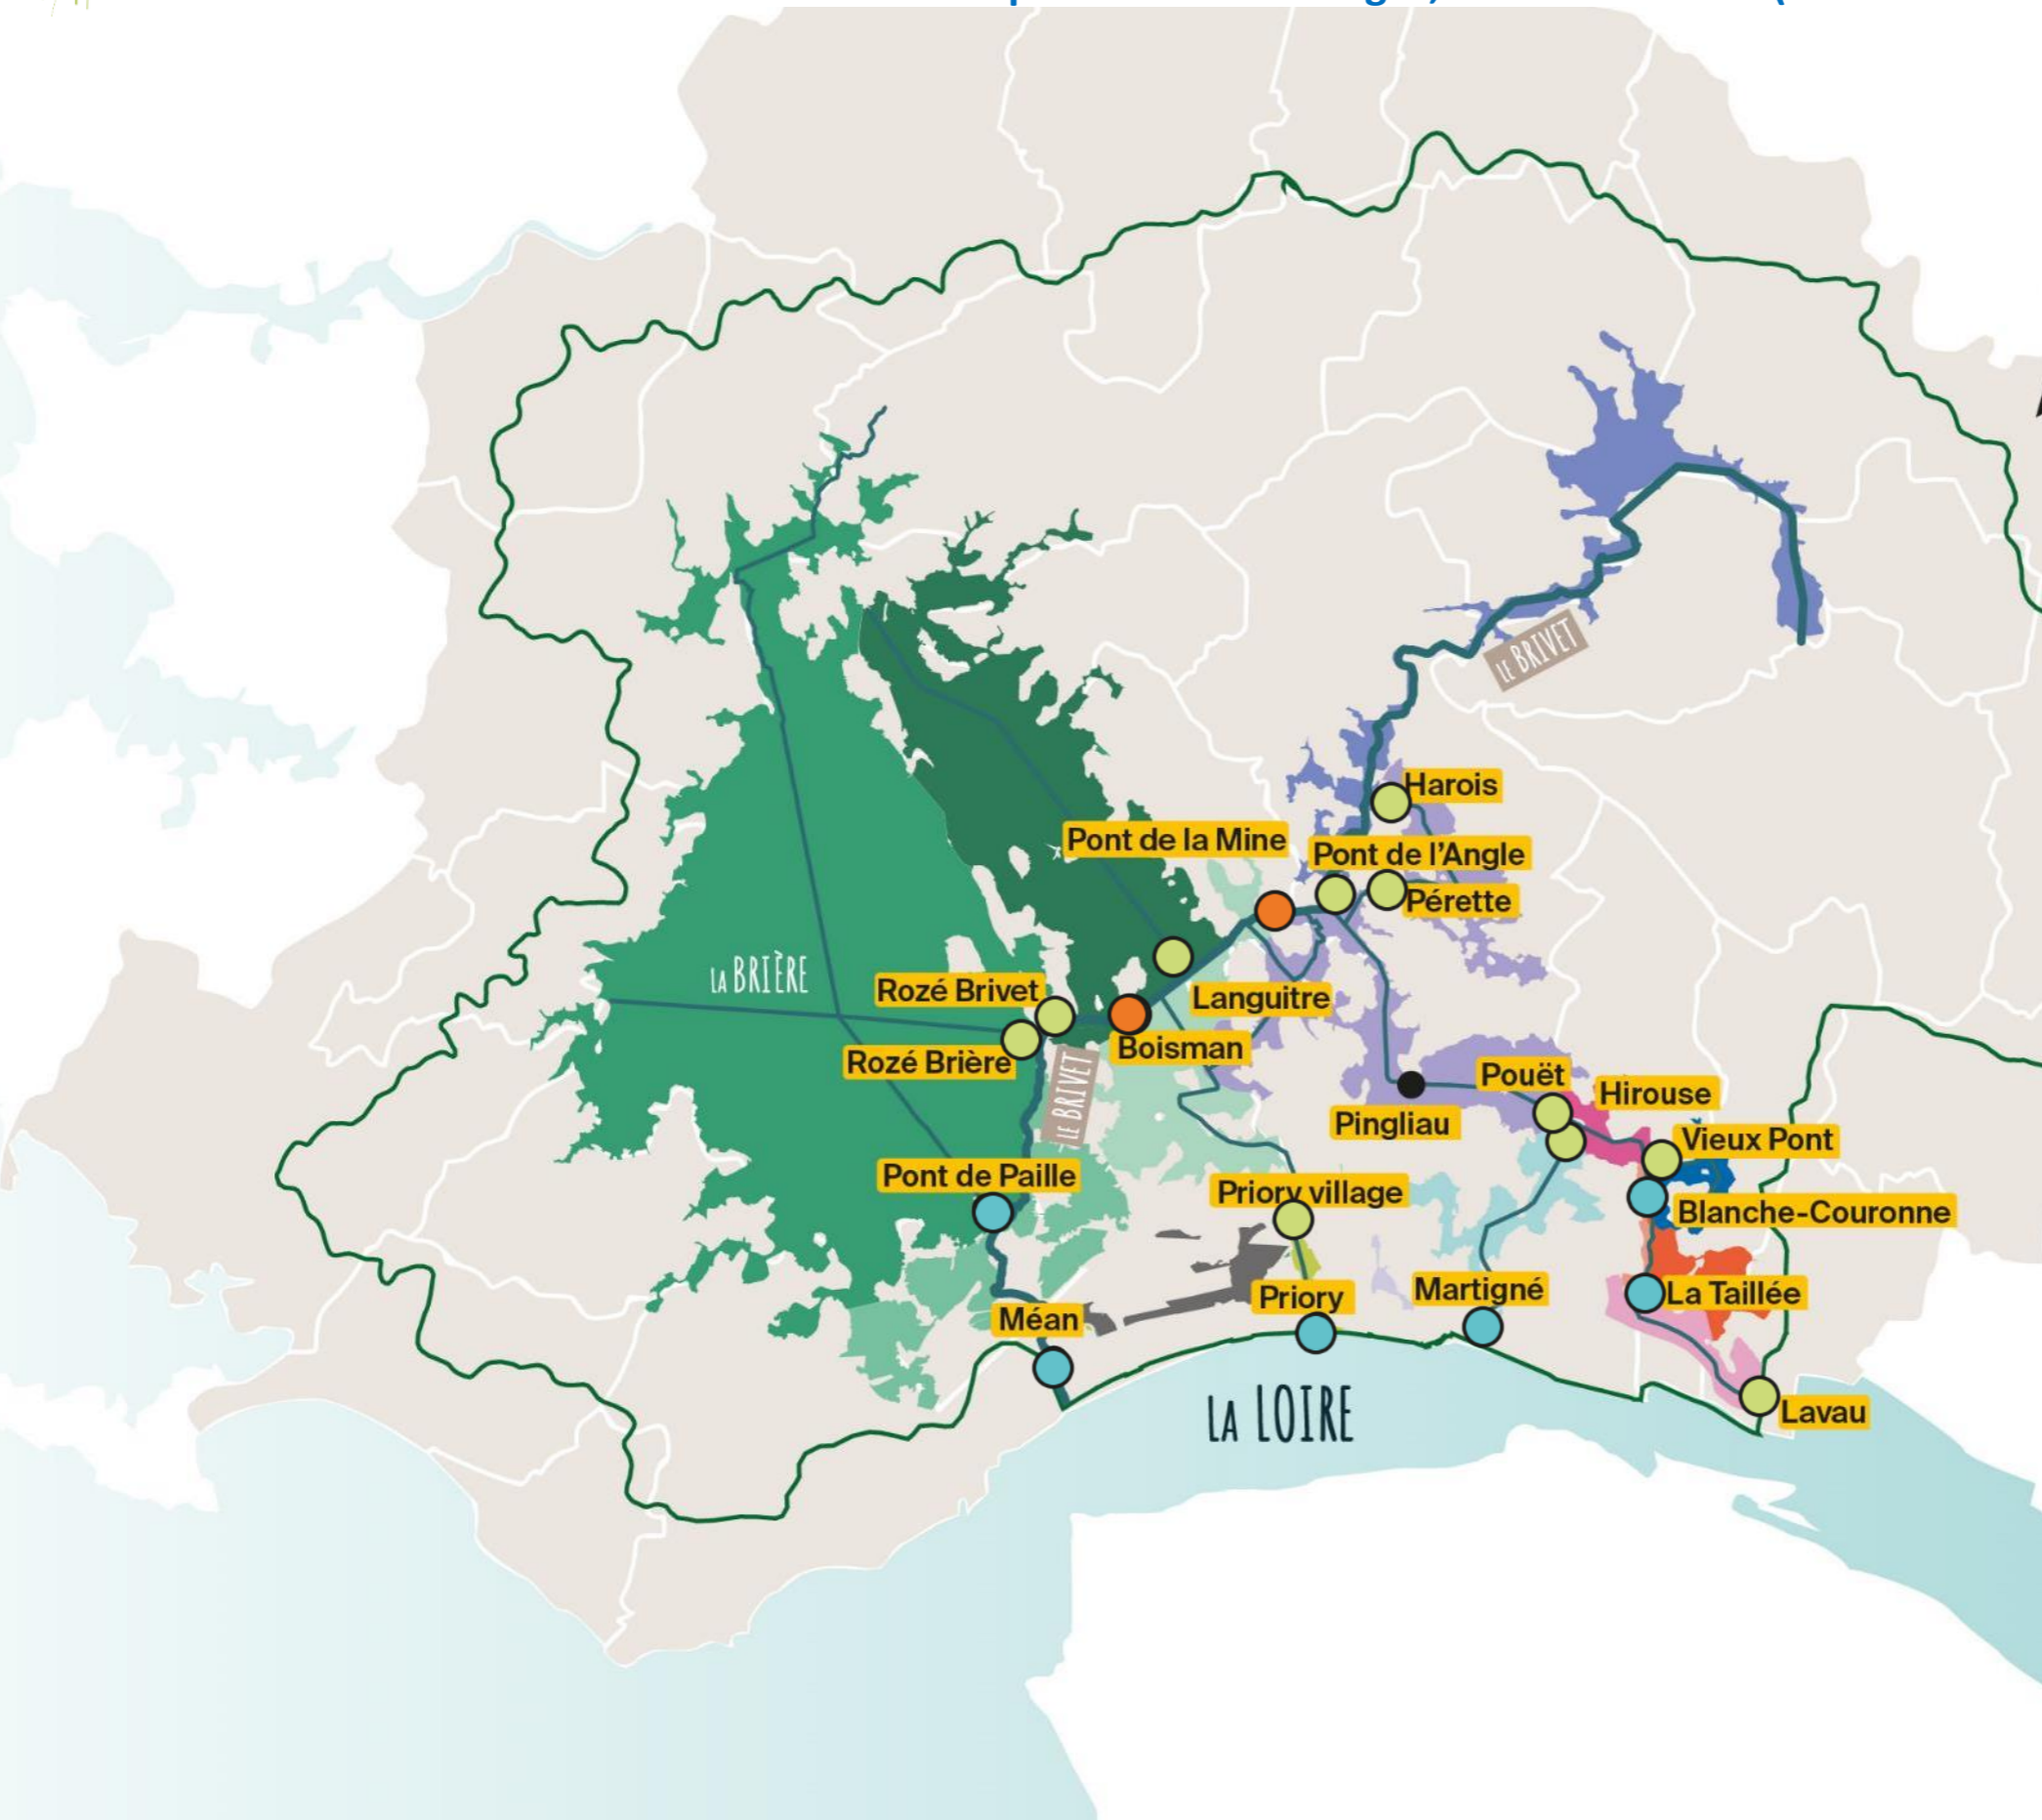 LE BRIVET
Harois
Pont de la Mine
Pont de l'Angle
Pérette
LA BRIÈRE
Rozé Brivet
Languitre
Boisman
Rozé Brière
LE BRIVET
Pouët
Hirouse
Pingliau
Vieux Pont
Pont de Paille
Priory village
Blanche-Couronne
Martigné
La Taillée
Priory
Méan
LA LOIRE
Lavau